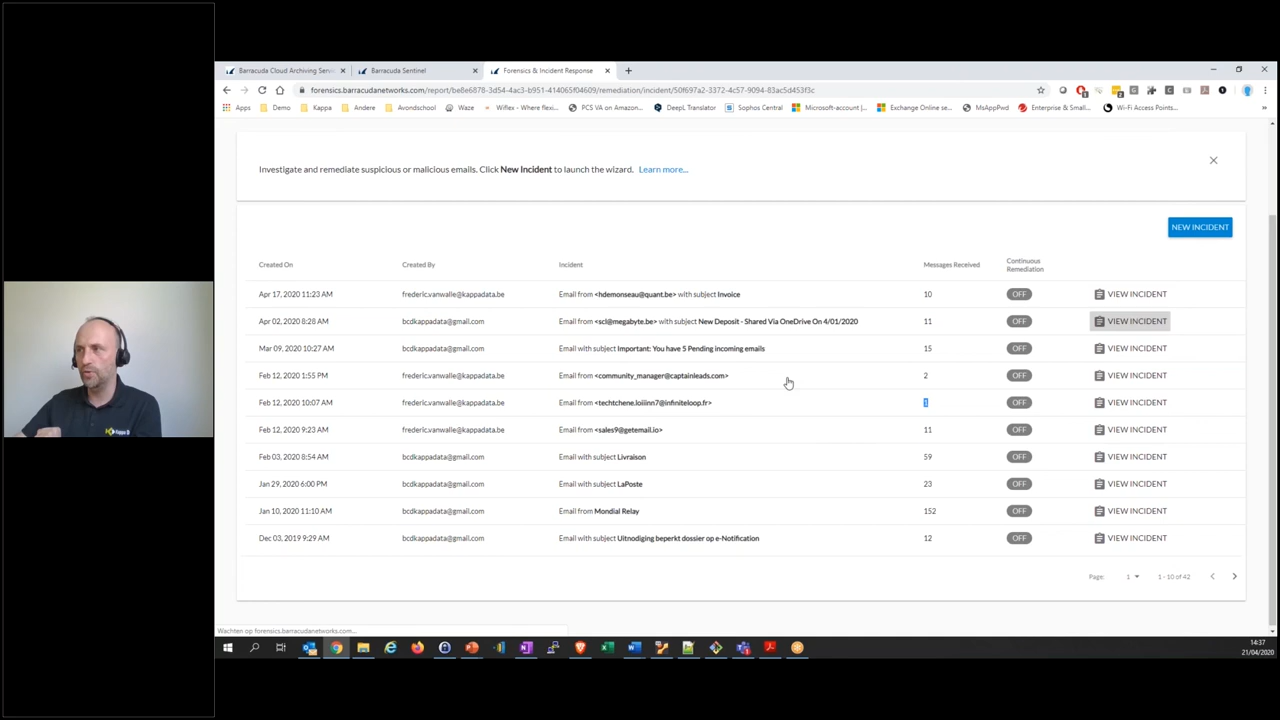 Barracuda Cloud Archiving Serv
Barracuda Sentinel
Forensics & Incident Response
forensics.barracudanetworks.com/report/be8e6878-3d54-4ac3-b951-414065f04609/remediation/incident/50f697a2-3372-4c57-9094-83ac5d453f3c
Apps
Demo
Kappa
Andere
Avondschool
Waze
Wiflex - Where flexi...
PCS VA on Amazon...
DeepL Translator
Sophos Central
Microsoft-account |...
Exchange Online se...
MsAppPwd
Enterprise & Small...
Wi-Fi Access Points...
Investigate and remediate suspicious or malicious emails. Click New Incident to launch the wizard. Learn more...
NEW INCIDENT
Created On Created By Incident Messages Received Continuous Remediation
Apr 17, 2020 11:23 AM frederic.vanwalle@kappadata.be Email from <hdemonseau@quant.be> with subject Invoice 10 OFF VIEW INCIDENT
Apr 02, 2020 8:28 AM bcdkappadata@gmail.com Email from <scl@megabyte.be> with subject New Deposit - Shared Via OneDrive On 4/01/2020 11 OFF VIEW INCIDENT
Mar 09, 2020 10:27 AM bcdkappadata@gmail.com Email with subject Important: You have 5 Pending incoming emails 15 OFF VIEW INCIDENT
Feb 12, 2020 1:55 PM frederic.vanwalle@kappadata.be Email from <community_manager@captainleads.com> 2 OFF VIEW INCIDENT
Feb 12, 2020 10:07 AM frederic.vanwalle@kappadata.be Email from <techtchene.loiiinn7@infiniteloop.fr> 1 OFF VIEW INCIDENT
Feb 12, 2020 9:23 AM frederic.vanwalle@kappadata.be Email from <sales9@getemail.io> 11 OFF VIEW INCIDENT
Feb 03, 2020 8:54 AM bcdkappadata@gmail.com Email with subject Livraison 59 OFF VIEW INCIDENT
Jan 29, 2020 6:00 PM bcdkappadata@gmail.com Email with subject LaPoste 23 OFF VIEW INCIDENT
Jan 10, 2020 11:10 AM bcdkappadata@gmail.com Email from Mondial Relay 152 OFF VIEW INCIDENT
Dec 03, 2019 9:29 AM bcdkappadata@gmail.com Email with subject Uitnodiging beperkt dossier op e-Notification 12 OFF VIEW INCIDENT
Page: 1 1 - 10 of 42
Wachten op forensics.barracudanetworks.com...
14:37
21/04/2020